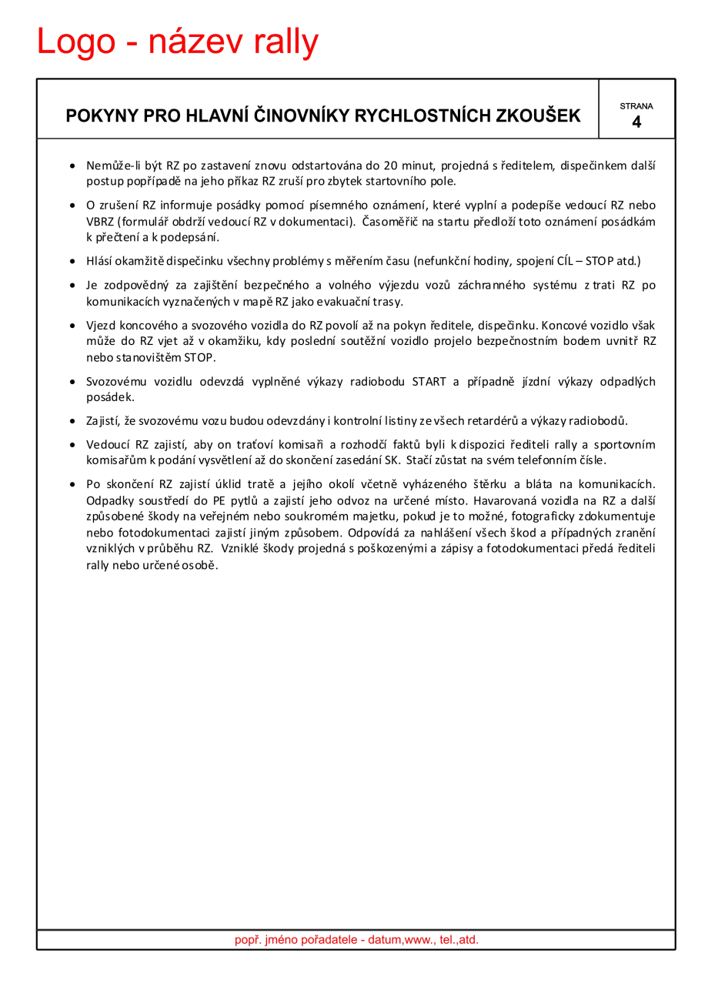 Logo - název rally
POKYNY PRO HLAVNÍ ČINOVNÍKY RYCHLOSTNÍCH ZKOUŠEK
STRANA
4
• Nemůže-li být RZ po zastavení znovu odstartována do 20 minut, projedná s ředitelem, dispečinkem další
postup popřípadě na jeho příkaz RZ zruší pro zbytek startovního pole.
• O zrušení RZ informuje posádky pomocí písemného oznámení, které vyplní a podepíše vedoucí RZ nebo
VBRZ (formulář obdrží vedoucí RZ v dokumentaci). Časoměřič na startu předloží toto oznámení posádkám
k přečtení a k podepsání.
• Hlásí okamžitě dispečinku všechny problémy s měřením času (nefunkční hodiny, spojení CÍL – STOP atd.)
• Je zodpovědný za zajištění bezpečného a volného výjezdu vozů záchranného systému z trati RZ po
komunikacích vyznačených v mapě RZ jako evakuační trasy.
• Vjezd koncového a svozového vozidla do RZ povolí až na pokyn ředitele, dispečinku. Koncové vozidlo však
může do RZ vjet až v okamžiku, kdy poslední soutěžní vozidlo projelo bezpečnostním bodem uvnitř RZ
nebo stanovištěm STOP.
• Svozovému vozidlu odevzdá vyplněné výkazy radiobodu START a případně jízdní výkazy odpadlých
posádek.
• Zajistí, že svozovému vozu budou odevzdány i kontrolní listiny ze všech retardérů a výkazy radiobodů.
• Vedoucí RZ zajistí, aby on traťoví komisaři a rozhodčí faktů byli k dispozici řediteli rally a sportovním
komisařům k podání vysvětlení až do skončení zasedání SK. Stačí zůstat na svém telefonním čísle.
• Po skončení RZ zajistí úklid tratě a jejího okolí včetně vyházeného štěrku a bláta na komunikacích.
Odpadky soustředí do PE pytlů a zajistí jeho odvoz na určené místo. Havarovaná vozidla na RZ a další
způsobené škody na veřejném nebo soukromém majetku, pokud je to možné, fotograficky zdokumentuje
nebo fotodokumentaci zajistí jiným způsobem. Odpovídá za nahlášení všech škod a případných zranění
vzniklých v průběhu RZ. Vzniklé škody projedná s poškozenými a zápisy a fotodokumentaci předá řediteli
rally nebo určené osobě.
popř. jméno pořadatele - datum,www., tel.,atd.